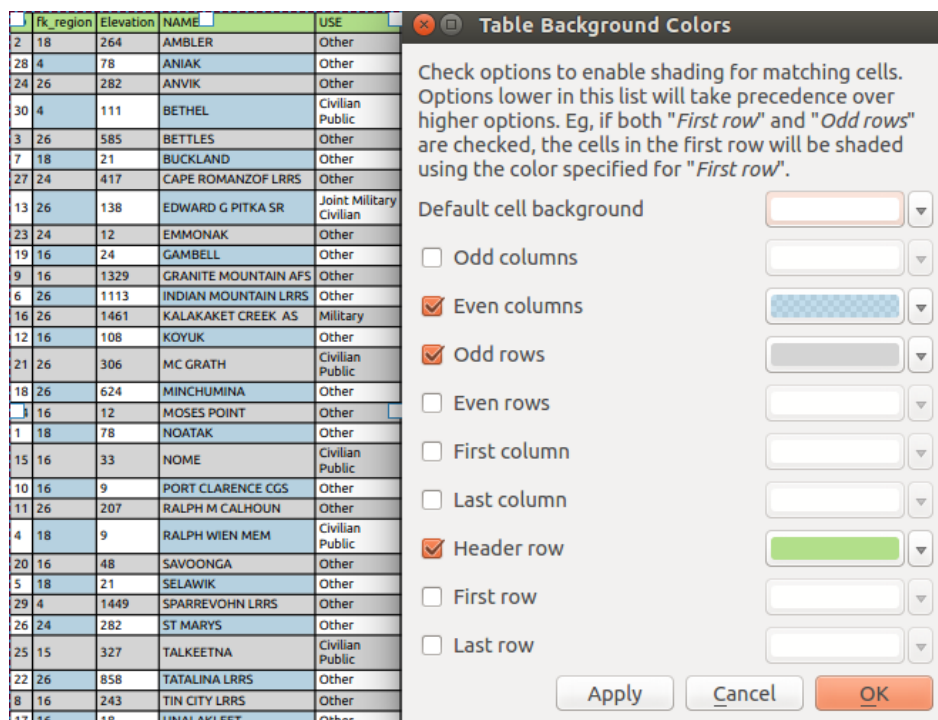 fk_region Elevation NAME USE
2 18 264 AMBLER Other
28 4 78 ANIAK Other
24 26 282 ANVIK Other
30 4 111 BETHEL Civilian Public
3 26 585 BETTLES Other
7 18 21 BUCKLAND Other
27 24 417 CAPE ROMANZOF LRRS Other
13 26 138 EDWARD G PITKA SR Joint Military Civilian
23 24 12 EMMONAK Other
19 16 24 GAMBELL Other
9 16 1329 GRANITE MOUNTAIN AFS Other
6 26 1113 INDIAN MOUNTAIN LRRS Other
16 26 1461 KALAKAKET CREEK AS Military
12 16 108 KOYUK Other
21 26 306 MC GRATH Civilian Public
18 26 624 MINCHUMINA Other
16 12 MOSES POINT Other
1 18 78 NOATAK Other
15 16 33 NOME Civilian Public
10 16 9 PORT CLARENCE CGS Other
11 26 207 RALPH M CALHOUN Other
4 18 9 RALPH WIEN MEM Civilian Public
20 16 48 SAVOONGA Other
5 18 21 SELAWIK Other
29 4 1449 SPARREVOHN LRRS Other
26 24 282 ST MARYS Other
25 15 327 TALKEETNA Civilian Public
22 26 858 TATALINA LRRS Other
8 16 243 TIN CITY LRRS Other
Table Background Colors
Check options to enable shading for matching cells.
Options lower in this list will take precedence over
higher options. Eg, if both "First row" and "Odd rows"
are checked, the cells in the first row will be shaded
using the color specified for "First row".
Default cell background
Odd columns
Even columns
Odd rows
Even rows
First column
Last column
Header row
First row
Last row
Apply Cancel OK